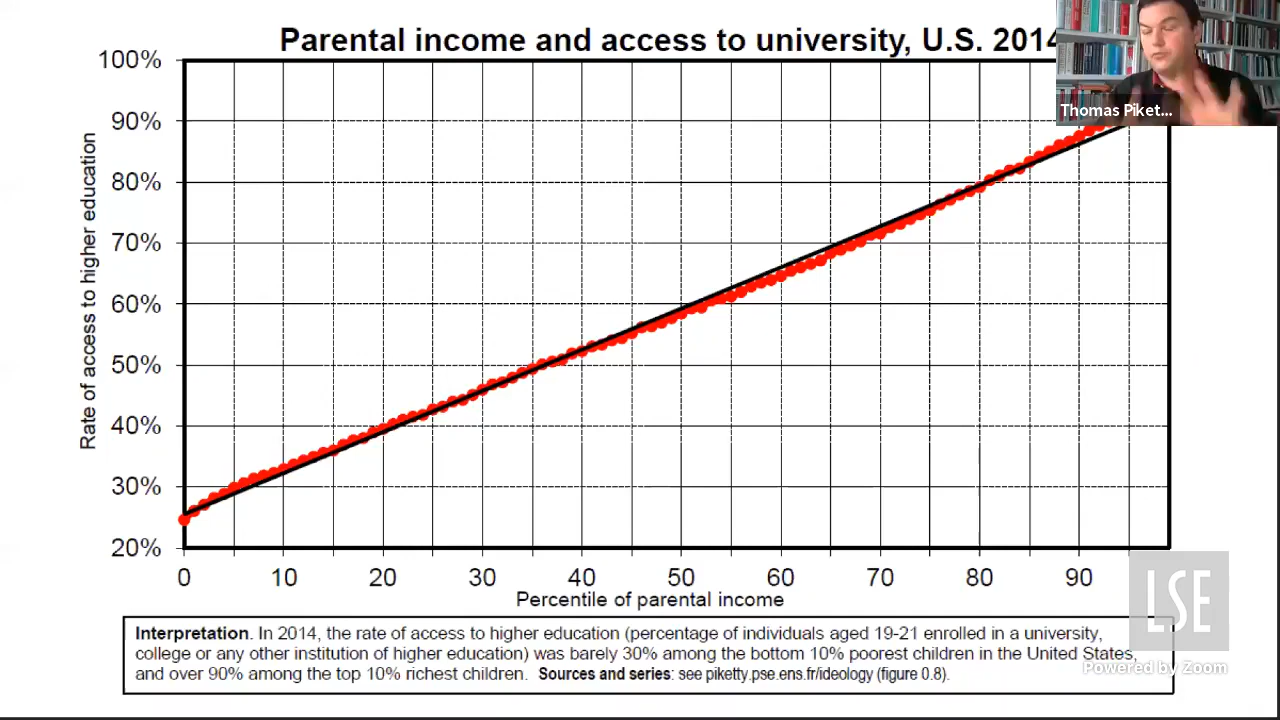 Parental income and access to university, U.S. 2014
Thomas Piket...
100%
90%
80%
70%
60%
50%
40%
30%
20%
Rate of access to higher education
0 10 20 30 40 50 60 70 80 90
Percentile of parental income
Interpretation. In 2014, the rate of access to higher education (percentage of individuals aged 19-21 enrolled in a university,
college or any other institution of higher education) was barely 30% among the bottom 10% poorest children in the United States,
and over 90% among the top 10% richest children. Sources and series: see piketty.pse.ens.fr/ideology (figure 0.8).
LSE
Powered by Zoom